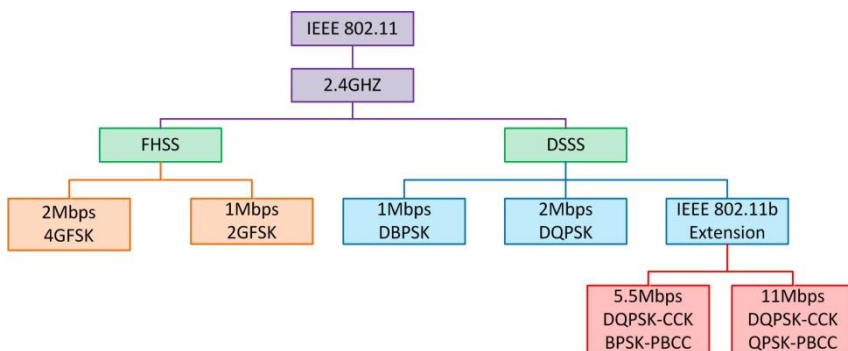 IEEE 802.11
2.4GHZ
FHSS
DSSS
2Mbps
4GFSK
1Mbps
2GFSK
1Mbps
DBPSK
2Mbps
DQPSK
IEEE 802.11b
Extension
5.5Mbps
DQPSK-CCK
BPSK-PBCC
11Mbps
DQPSK-CCK
QPSK-PBCC